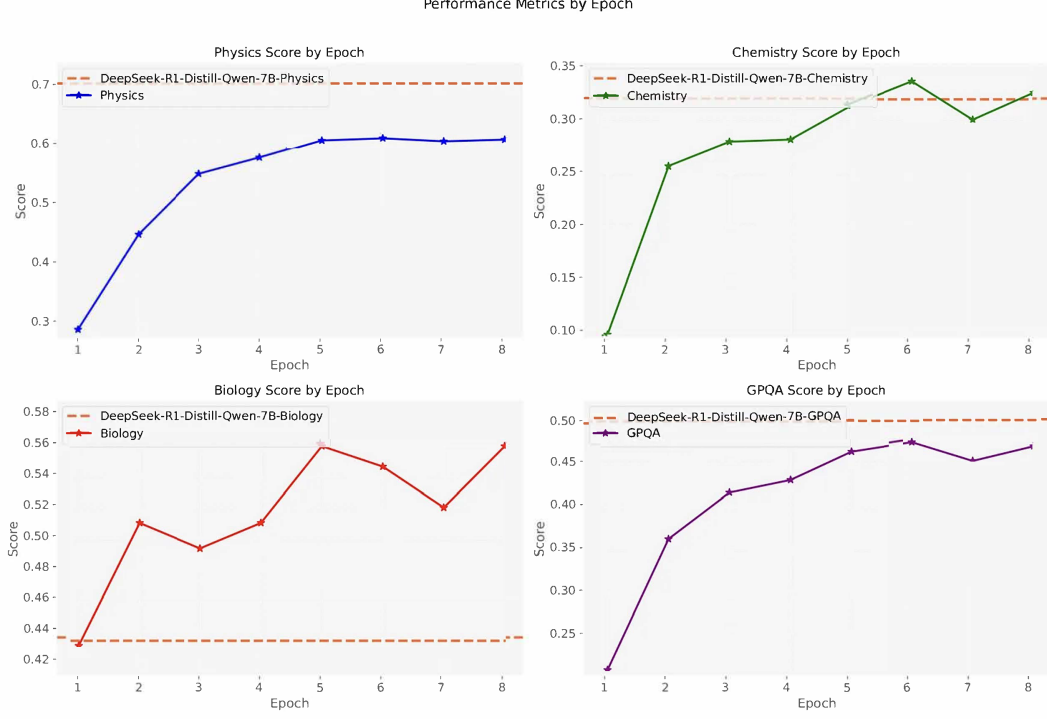 Performance Metrics by Epoch
Physics Score by Epoch
DeepSeek-R1-Distill-Qwen-7B-Physics
Physics
0.7
0.6
0.5
0.4
0.3
Score
1 2 3 4 5 6 7 8
Epoch
Chemistry Score by Epoch
DeepSeek-R1-Distill-Qwen-7B-Chemistry
Chemistry
0.35
0.30
0.25
0.20
0.15
0.10
Score
1 2 3 4 5 6 7 8
Epoch
Biology Score by Epoch
DeepSeek-R1-Distill-Qwen-7B-Biology
Biology
0.58
0.56
0.54
0.52
0.50
0.48
0.46
0.44
0.42
Score
1 2 3 4 5 6 7 8
Epoch
GPQA Score by Epoch
DeepSeek-R1-Distill-Qwen-7B-GPQA
GPQA
0.50
0.45
0.40
0.35
0.30
0.25
Score
1 2 3 4 5 6 7 8
Epoch